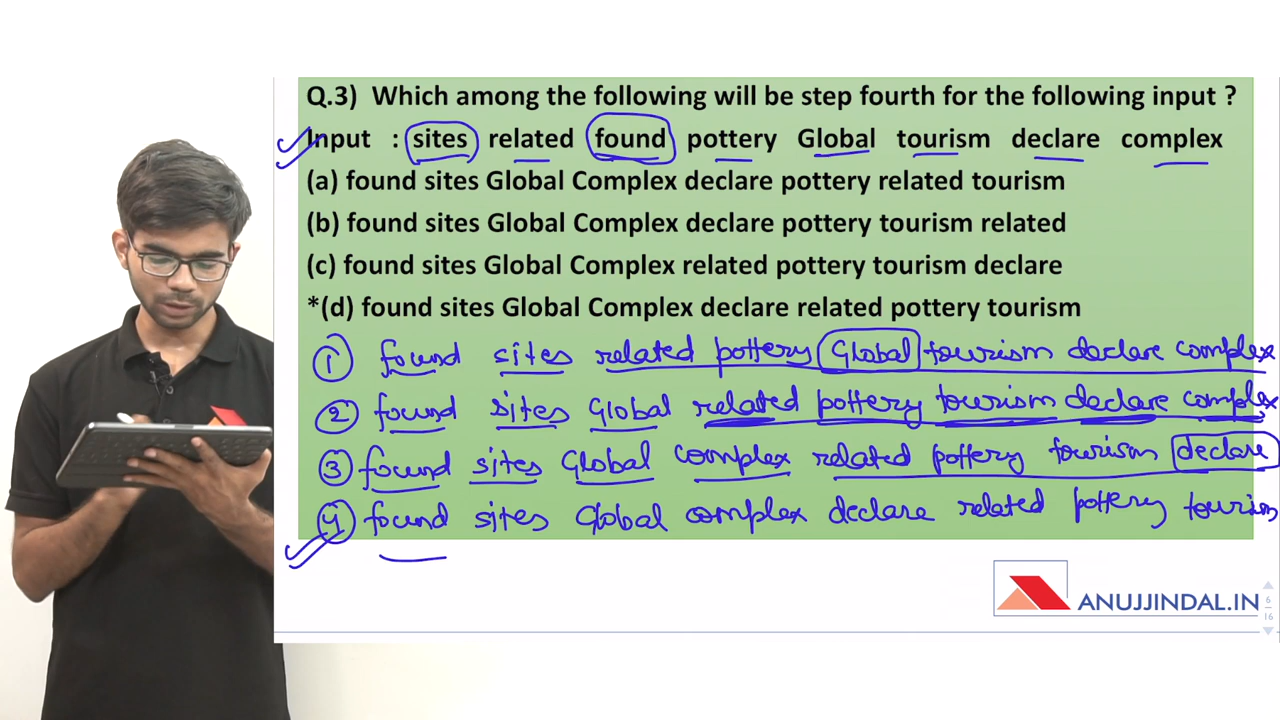 Q.3) Which among the following will be step fourth for the following input ?
Input : sites related found pottery Global tourism declare complex
(a) found sites Global Complex declare pottery related tourism
(b) found sites Global Complex declare pottery tourism related
(c) found sites Global Complex related pottery tourism declare
*(d) found sites Global Complex declare related pottery tourism
① found sites related pottery Global tourism declare complex
② found sites Global related pottery tourism declare complex
③ found sites Global complex related pottery tourism declare
④ found sites Global complex declare related pottery tourism
ANUJJINDAL.IN
6
16